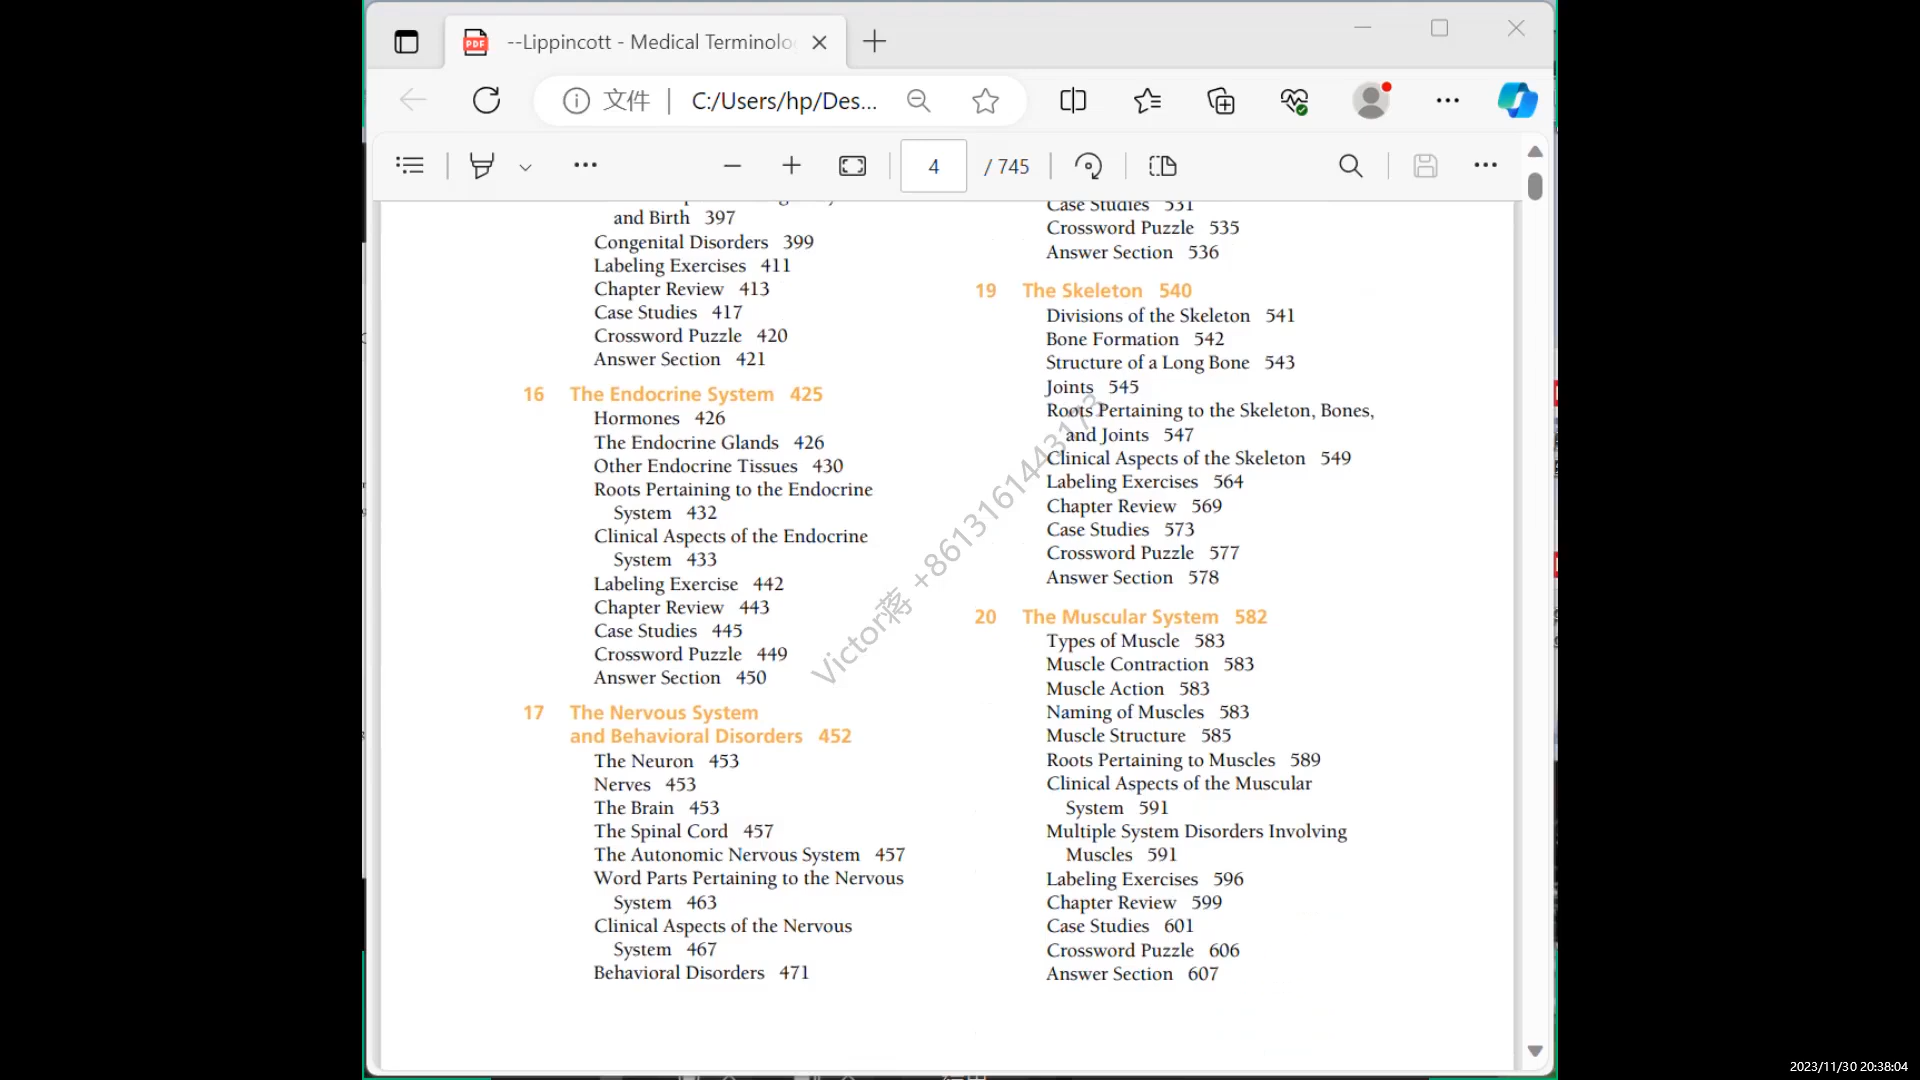 --Lippincott - Medical Terminolo
文件 | C:/Users/hp/Des...
4 / 745
and Birth 397
Congenital Disorders 399
Labeling Exercises 411
Chapter Review 413
Case Studies 417
Crossword Puzzle 420
Answer Section 421
16 The Endocrine System 425
Hormones 426
The Endocrine Glands 426
Other Endocrine Tissues 430
Roots Pertaining to the Endocrine
System 432
Clinical Aspects of the Endocrine
System 433
Labeling Exercise 442
Chapter Review 443
Case Studies 445
Crossword Puzzle 449
Answer Section 450
17 The Nervous System
and Behavioral Disorders 452
The Neuron 453
Nerves 453
The Brain 453
The Spinal Cord 457
The Autonomic Nervous System 457
Word Parts Pertaining to the Nervous
System 463
Clinical Aspects of the Nervous
System 467
Behavioral Disorders 471
Case Studies 531
Crossword Puzzle 535
Answer Section 536
19 The Skeleton 540
Divisions of the Skeleton 541
Bone Formation 542
Structure of a Long Bone 543
Joints 545
Roots Pertaining to the Skeleton, Bones,
and Joints 547
Clinical Aspects of the Skeleton 549
Labeling Exercises 564
Chapter Review 569
Case Studies 573
Crossword Puzzle 577
Answer Section 578
20 The Muscular System 582
Types of Muscle 583
Muscle Contraction 583
Muscle Action 583
Naming of Muscles 583
Muscle Structure 585
Roots Pertaining to Muscles 589
Clinical Aspects of the Muscular
System 591
Multiple System Disorders Involving
Muscles 591
Labeling Exercises 596
Chapter Review 599
Case Studies 601
Crossword Puzzle 606
Answer Section 607
Victor蒋 +8613161443173
2023/11/30 20:38:04